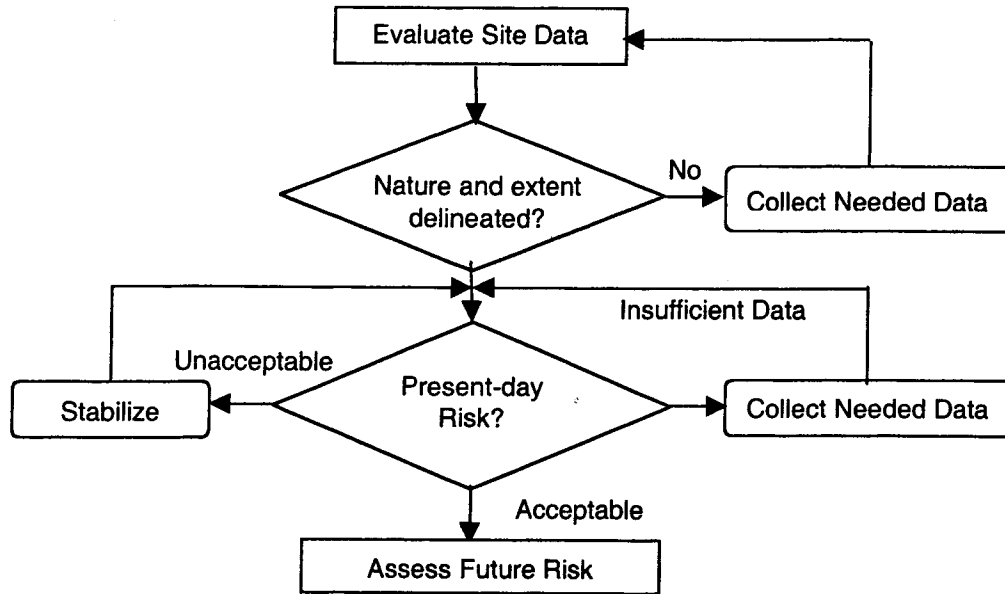 Evaluate Site Data
Nature and extent
delineated?
No
Collect Needed Data
Insufficient Data
Unacceptable
Present-day
Risk?
Stabilize
Collect Needed Data
Acceptable
Assess Future Risk